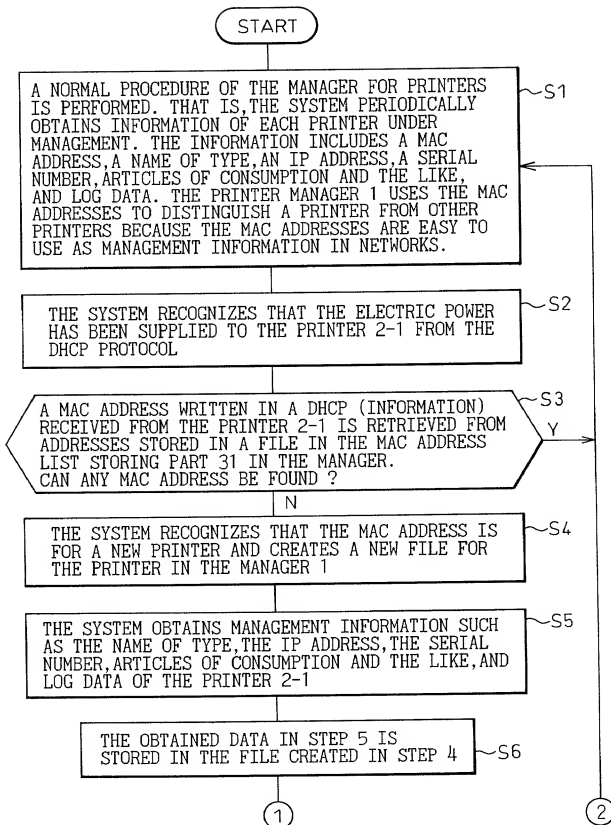 START
A NORMAL PROCEDURE OF THE MANAGER FOR PRINTERS
IS PERFORMED. THAT IS,THE SYSTEM PERIODICALLY
OBTAINS INFORMATION OF EACH PRINTER UNDER
MANAGEMENT. THE INFORMATION INCLUDES A MAC
ADDRESS,A NAME OF TYPE,AN IP ADDRESS,A SERIAL
NUMBER,ARTICLES OF CONSUMPTION AND THE LIKE,
AND LOG DATA. THE PRINTER MANAGER 1 USES THE MAC
ADDRESSES TO DISTINGUISH A PRINTER FROM OTHER
PRINTERS BECAUSE THE MAC ADDRESSES ARE EASY TO
USE AS MANAGEMENT INFORMATION IN NETWORKS.
S1
THE SYSTEM RECOGNIZES THAT THE ELECTRIC POWER
HAS BEEN SUPPLIED TO THE PRINTER 2-1 FROM THE
DHCP PROTOCOL
S2
A MAC ADDRESS WRITTEN IN A DHCP (INFORMATION)
RECEIVED FROM THE PRINTER 2-1 IS RETRIEVED FROM
ADDRESSES STORED IN A FILE IN THE MAC ADDRESS
LIST STORING PART 31 IN THE MANAGER.
CAN ANY MAC ADDRESS BE FOUND ?
S3
Y
N
THE SYSTEM RECOGNIZES THAT THE MAC ADDRESS IS
FOR A NEW PRINTER AND CREATES A NEW FILE FOR
THE PRINTER IN THE MANAGER 1
S4
THE SYSTEM OBTAINS MANAGEMENT INFORMATION SUCH
AS THE NAME OF TYPE,THE IP ADDRESS,THE SERIAL
NUMBER,ARTICLES OF CONSUMPTION AND THE LIKE,AND
LOG DATA OF THE PRINTER 2-1
S5
THE OBTAINED DATA IN STEP 5 IS
STORED IN THE FILE CREATED IN STEP 4
S6
1
2